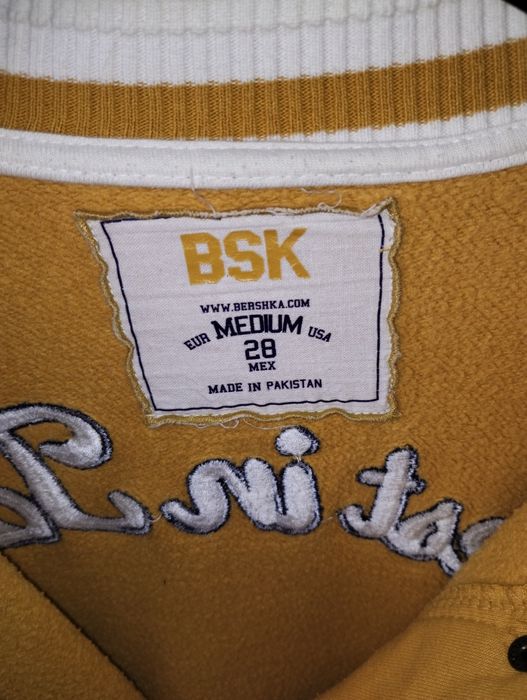 BSK
WWW.BERSHKA.COM
EUR MEDIUM USA
28
MEX
MADE IN PAKISTAN